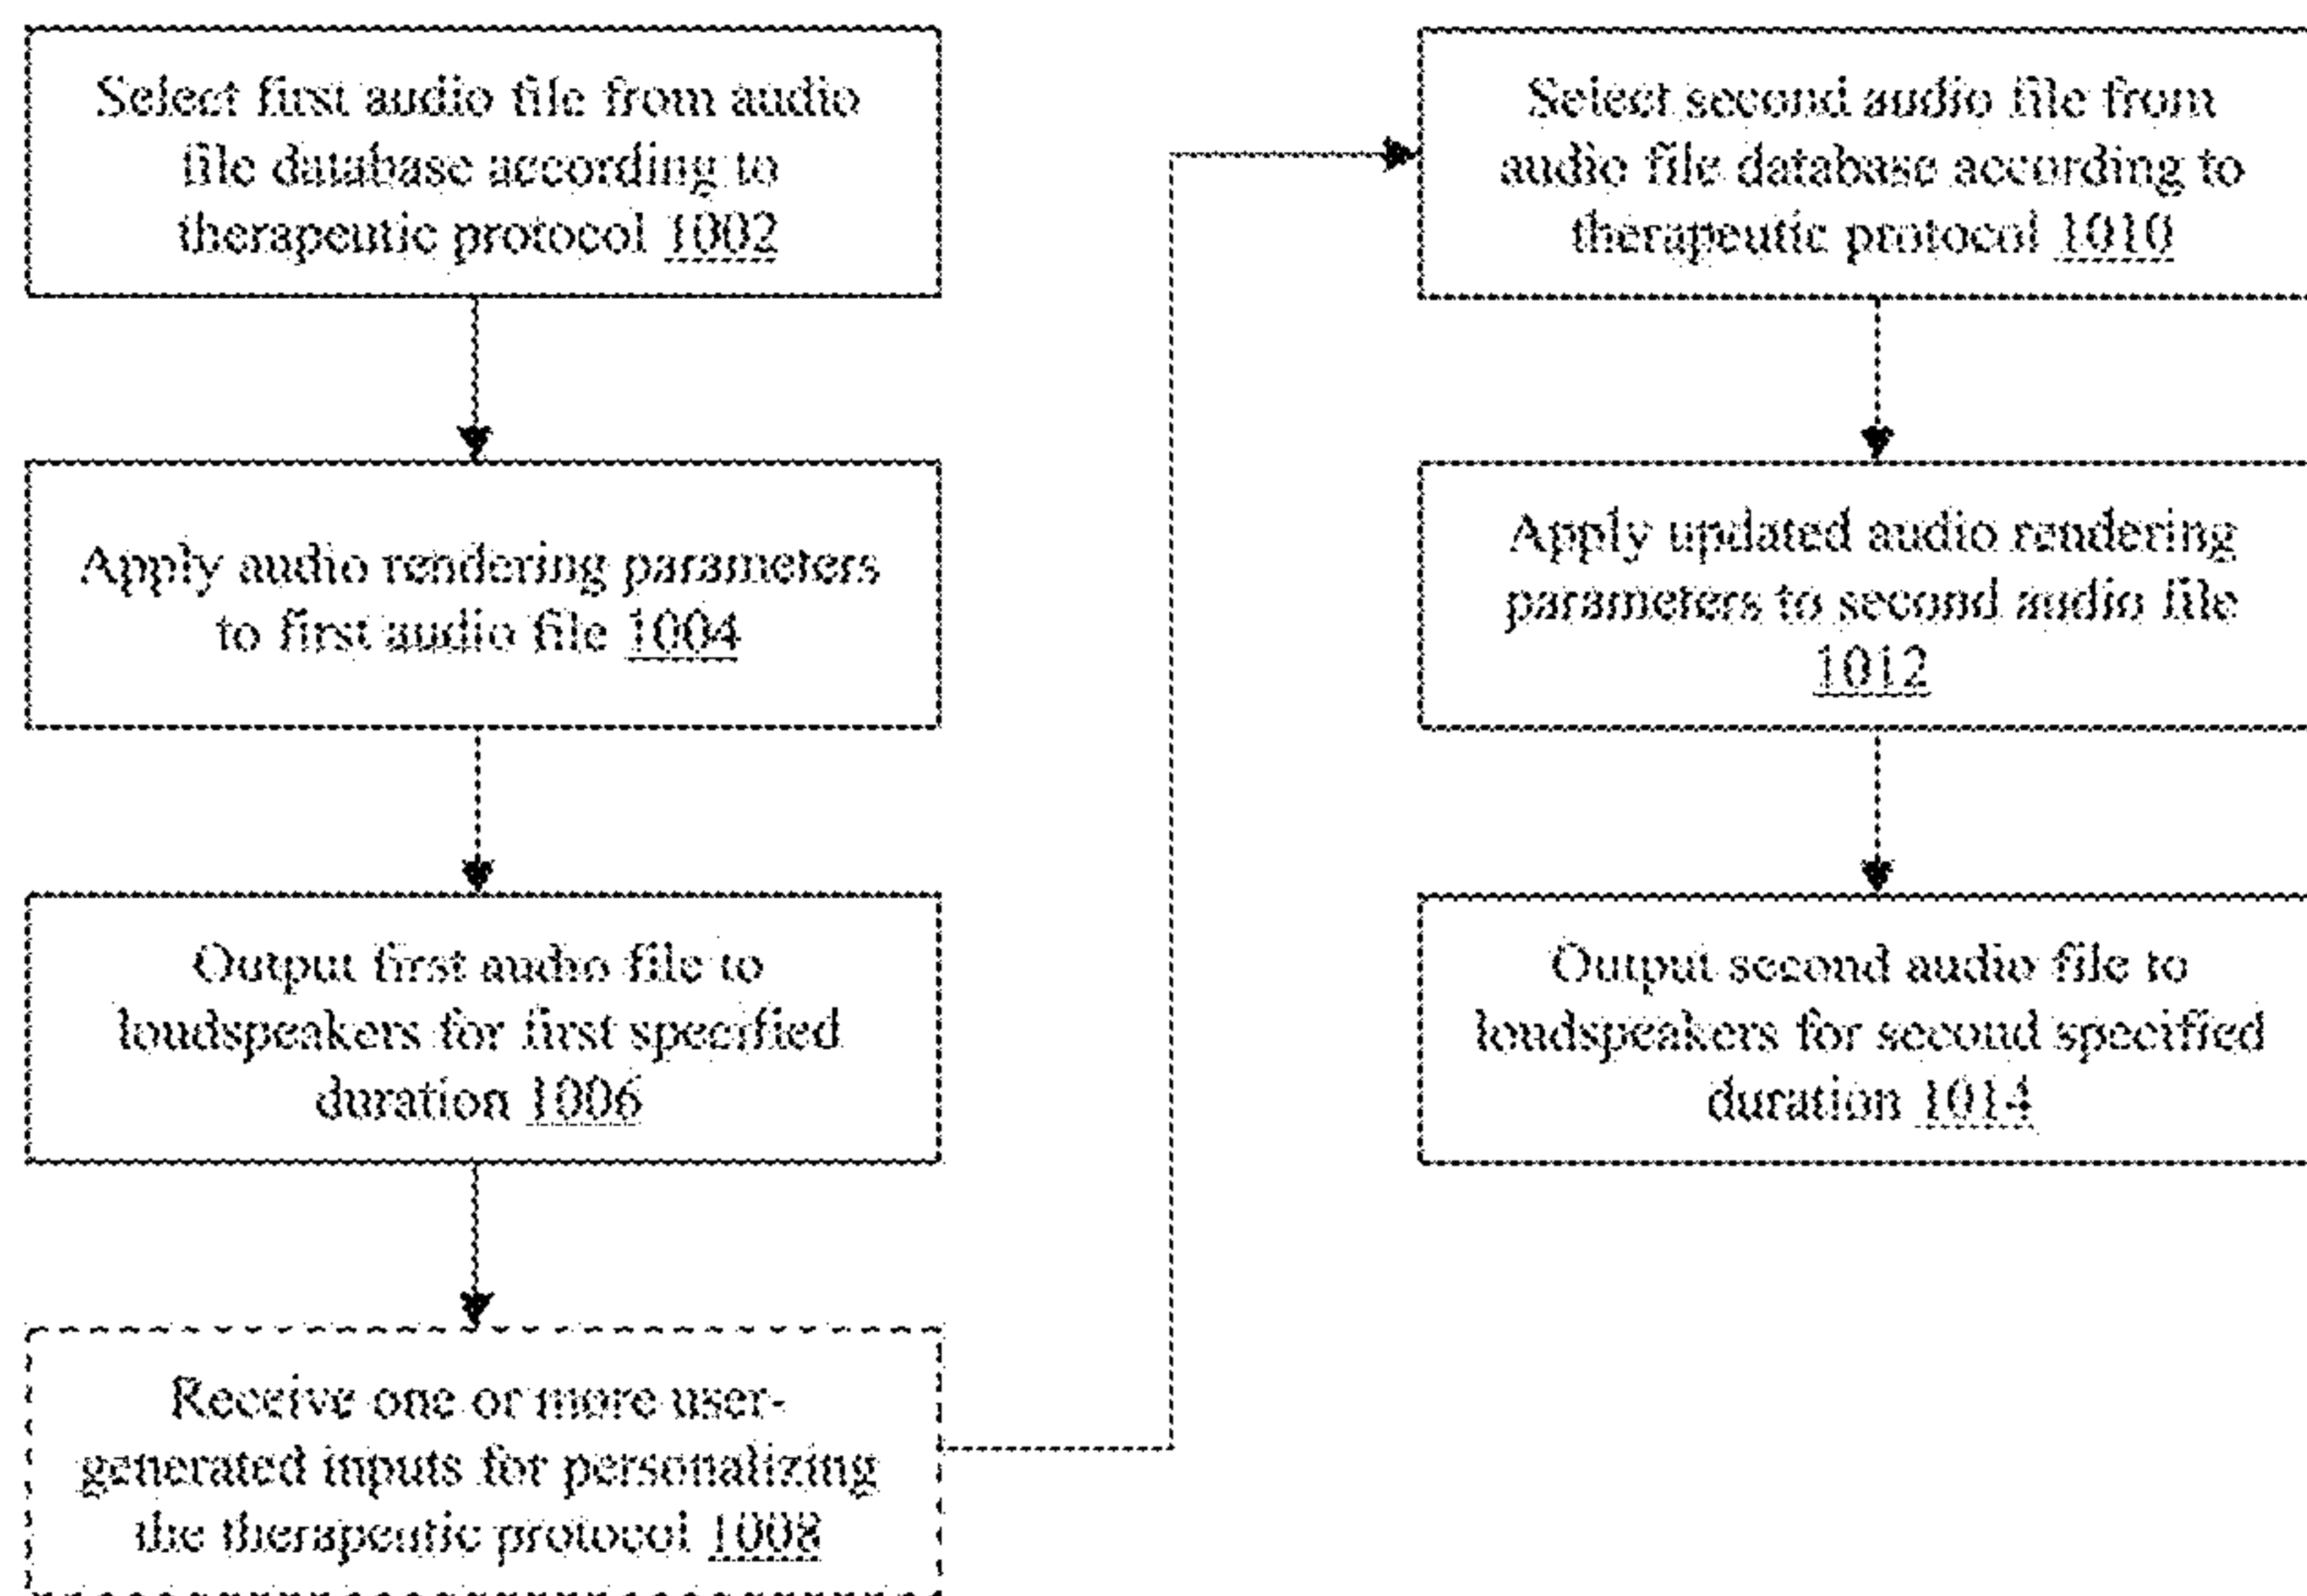 Select first audio file from audio
file database according to
therapeutic protocol 1002
Apply audio rendering parameters
to first audio file 1004
Output first audio file to
loudspeakers for first specified
duration 1006
Receive one or more user-
generated inputs for personalizing
the therapeutic protocol 1008
Select second audio file from
audio file database according to
therapeutic protocol 1010
Apply updated audio rendering
parameters to second audio file
1012
Output second audio file to
loudspeakers for second specified
duration 1014